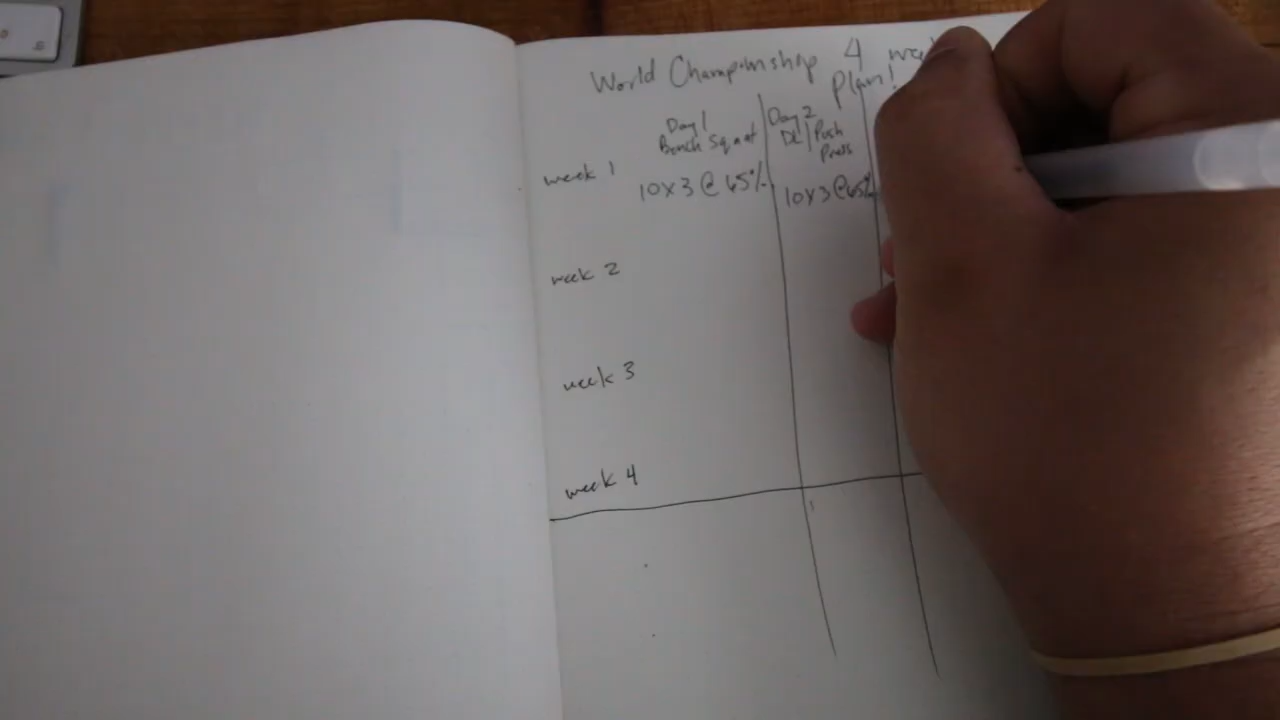 World Championship 4
Plan!
Day 1
Bench Squat
Day 2
DL | Push
Press
week 1
10x3 @ 65%
10x3 @ 65%
week 2
week 3
week 4